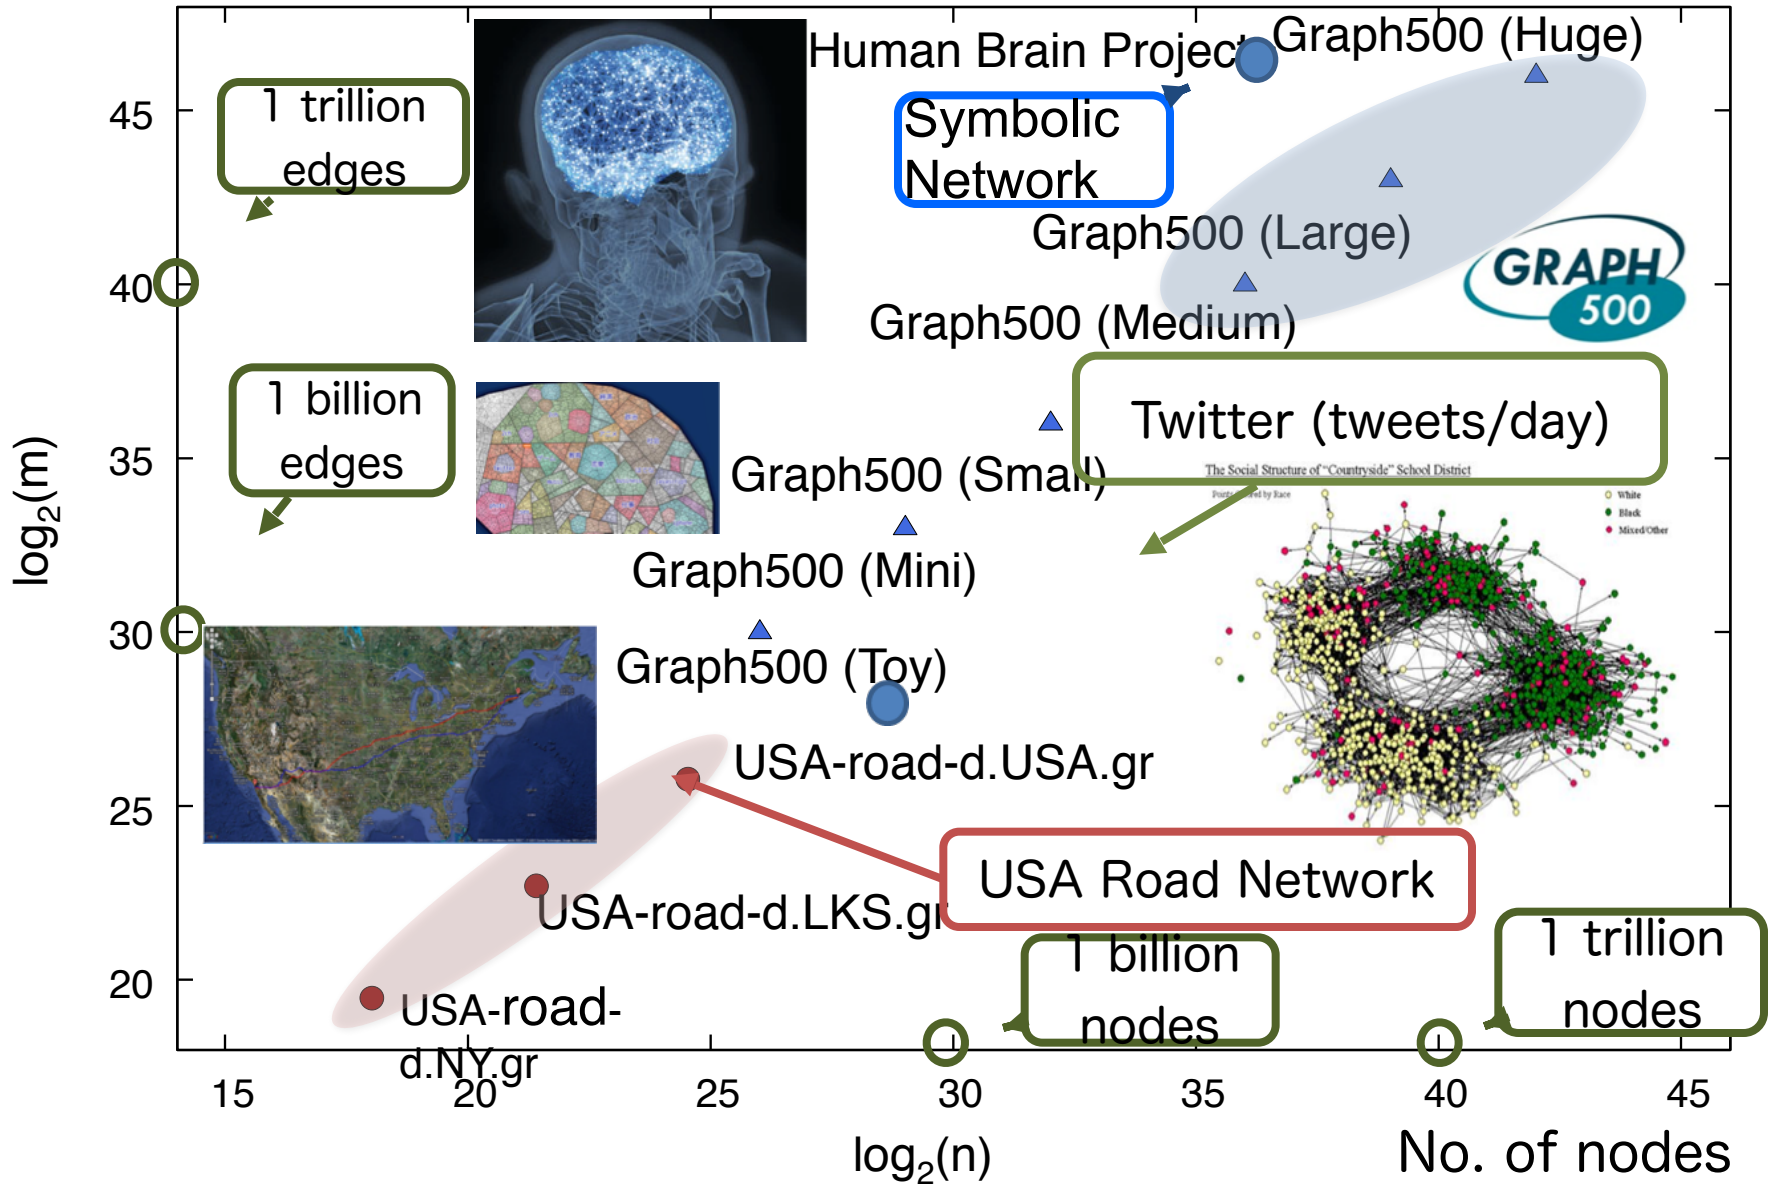 Human Brain Project
Graph500 (Huge)
1 trillion
edges
Symbolic
Network
45
Graph500 (Large)
GRAPH
500
40
Graph500 (Medium)
1 billion
edges
Twitter (tweets/day)
35
Graph500 (Small)
The Social Structure of “Countryside” School District
White
Black
Mixed/Other
log2(m)
Graph500 (Mini)
30
Graph500 (Toy)
USA-road-d.USA.gr
25
USA Road Network
USA-road-d.LKS.gr
1 billion
nodes
1 trillion
nodes
20
USA-road-
d.NY.gr
15
20
25
30
35
40
45
log2(n)
No. of nodes